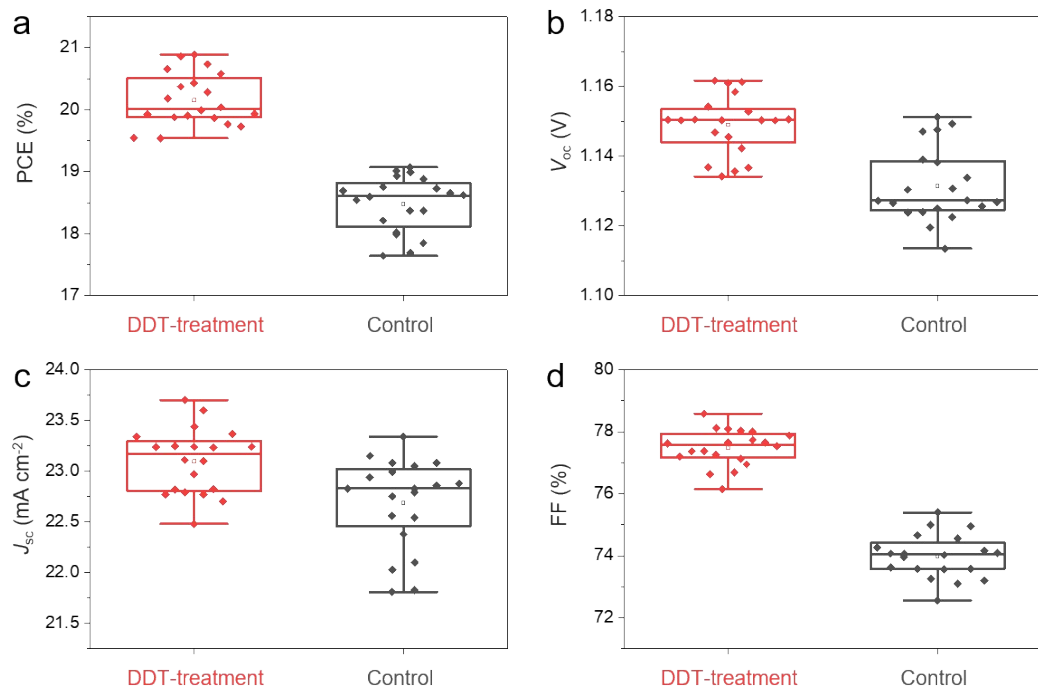 a
PCE (%)
21
20
19
18
17
DDT-treatment
Control
b
V_oc (V)
1.18
1.16
1.14
1.12
1.10
DDT-treatment
Control
c
J_sc (mA cm⁻²)
24.0
23.5
23.0
22.5
22.0
21.5
DDT-treatment
Control
d
FF (%)
80
78
76
74
72
DDT-treatment
Control